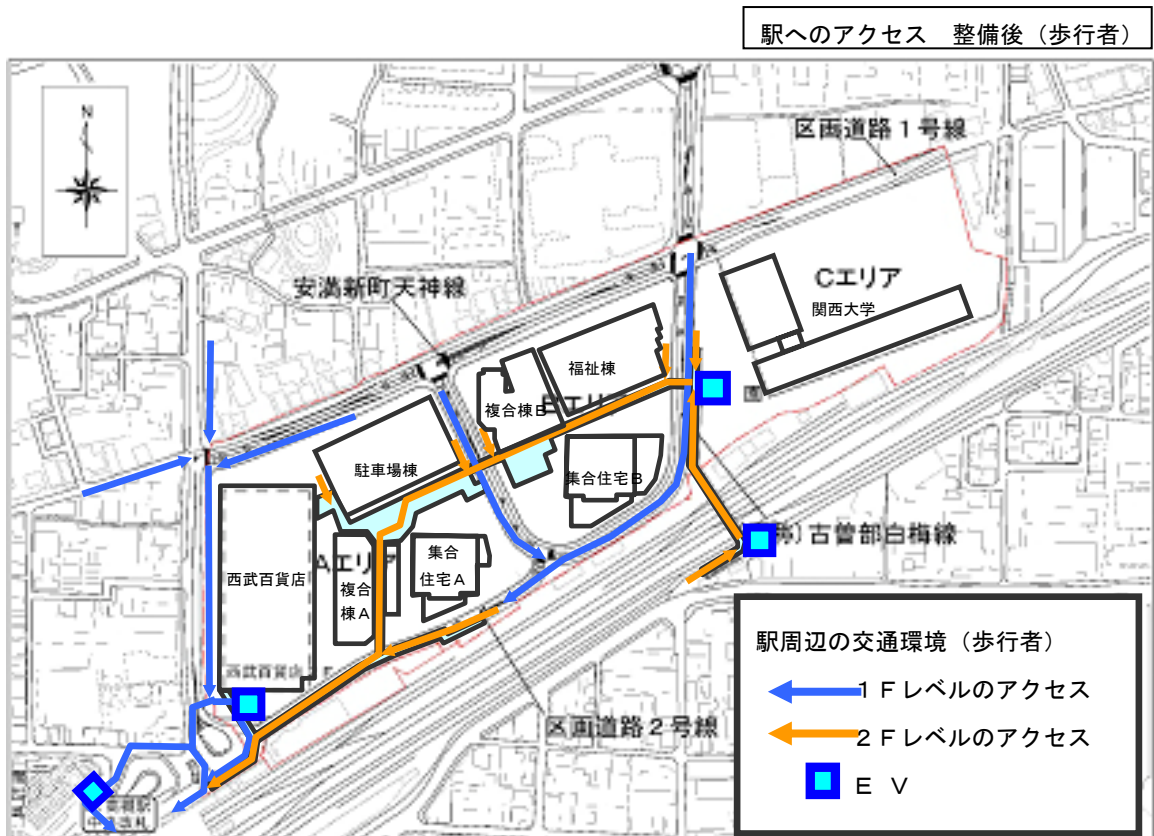 駅へのアクセス　整備後（歩行者）
N
区画道路１号線
Cエリア
関西大学
安満新町天神線
福祉棟
複合棟Ｂ
駐車場棟
集合住宅Ｂ
西武百貨店
Aエリア
複合
棟Ａ
集合
住宅Ａ
古曽部白梅線
西武百貨店
区画道路２号線
駅周辺の交通環境（歩行者）
１Ｆレベルのアクセス
２Ｆレベルのアクセス
Ｅ　Ｖ